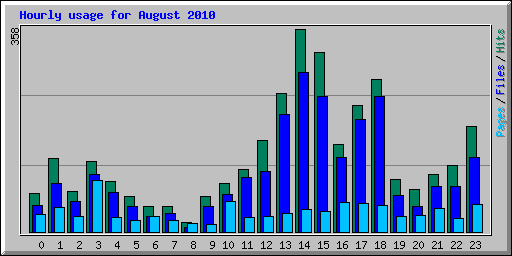 Hourly usage for August 2010
358
Pages/Files/Hits
0 1 2 3 4 5 6 7 8 9 10 11 12 13 14 15 16 17 18 19 20 21 22 23